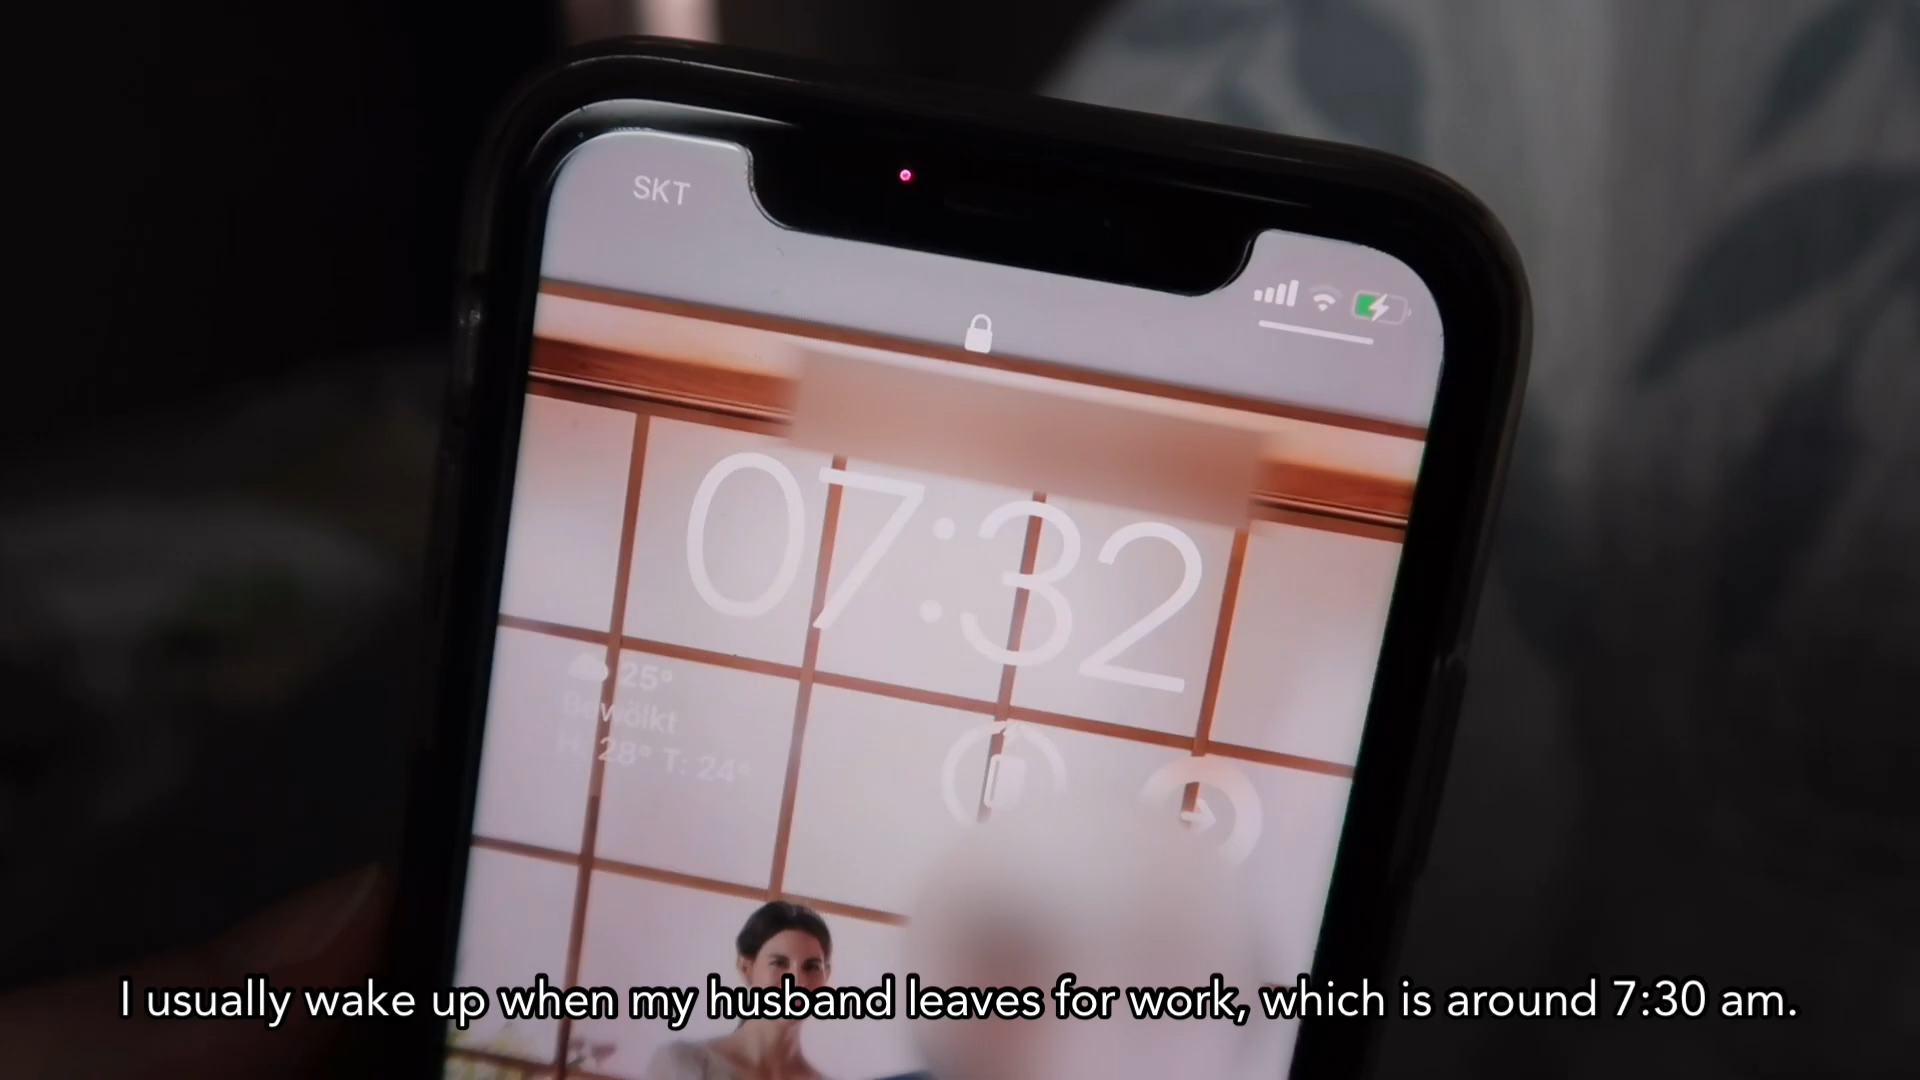 SKT
07:32
25°
Bewölkt
H: 28° T: 24°
I usually wake up when my husband leaves for work, which is around 7:30 am.